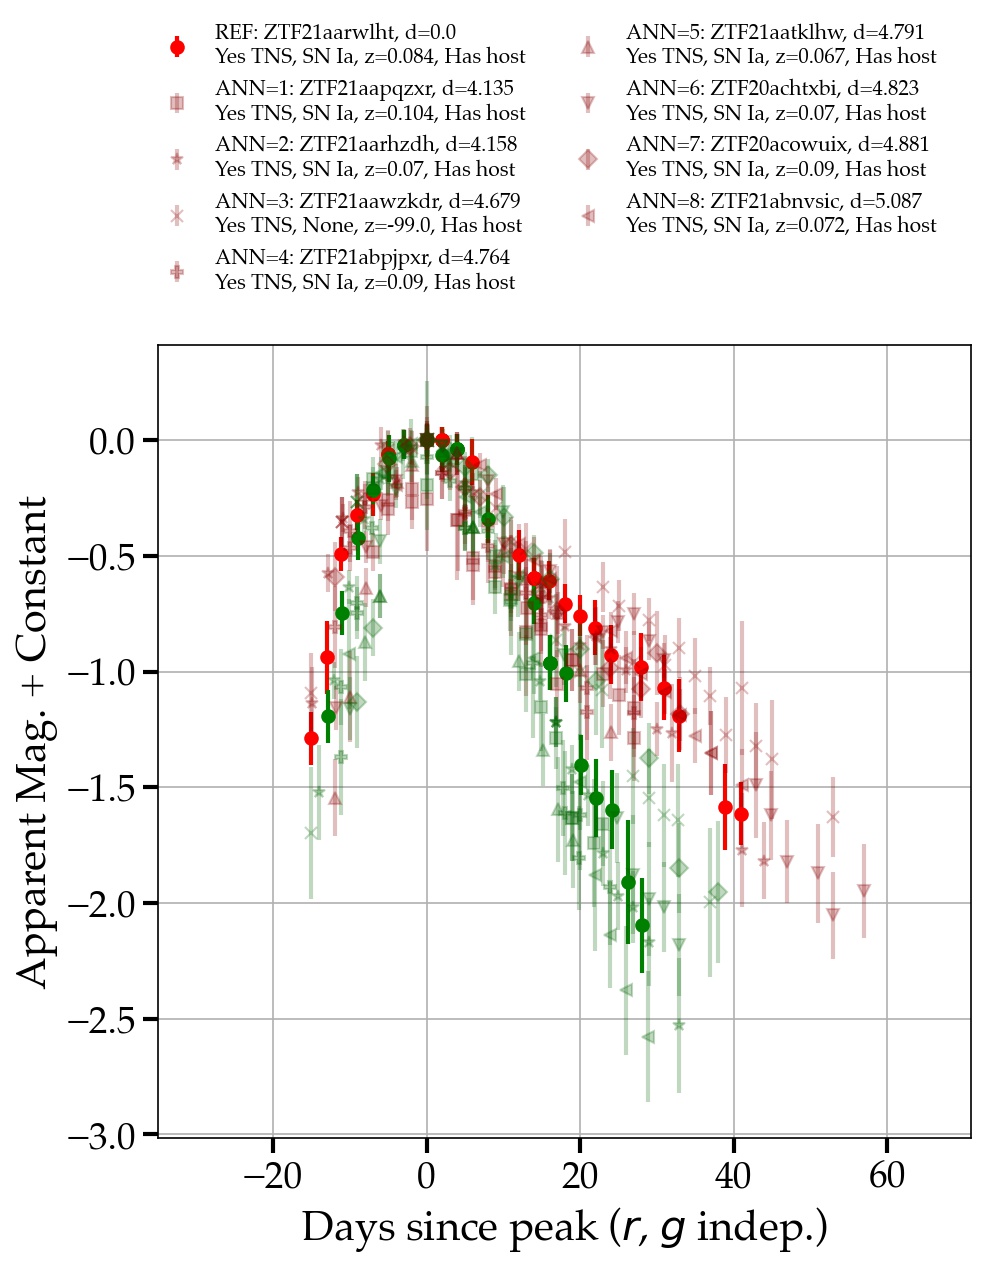 REF: ZTF21aarwlht, d=0.0
Yes TNS, SN Ia, z=0.084, Has host
ANN=1: ZTF21aapqzxr, d=4.135
Yes TNS, SN Ia, z=0.104, Has host
ANN=2: ZTF21aarhzdh, d=4.158
Yes TNS, SN Ia, z=0.07, Has host
ANN=3: ZTF21aawzkdr, d=4.679
Yes TNS, None, z=-99.0, Has host
ANN=4: ZTF21abpjpxr, d=4.764
Yes TNS, SN Ia, z=0.09, Has host
ANN=5: ZTF21aatklhw, d=4.791
Yes TNS, SN Ia, z=0.067, Has host
ANN=6: ZTF20achtxbi, d=4.823
Yes TNS, SN Ia, z=0.07, Has host
ANN=7: ZTF20acowuix, d=4.881
Yes TNS, SN Ia, z=0.09, Has host
ANN=8: ZTF21abnvsic, d=5.087
Yes TNS, SN Ia, z=0.072, Has host
Apparent Mag. + Constant
0.0
−0.5
−1.0
−1.5
−2.0
−2.5
−3.0
−20 0 20 40 60
Days since peak (r, g indep.)